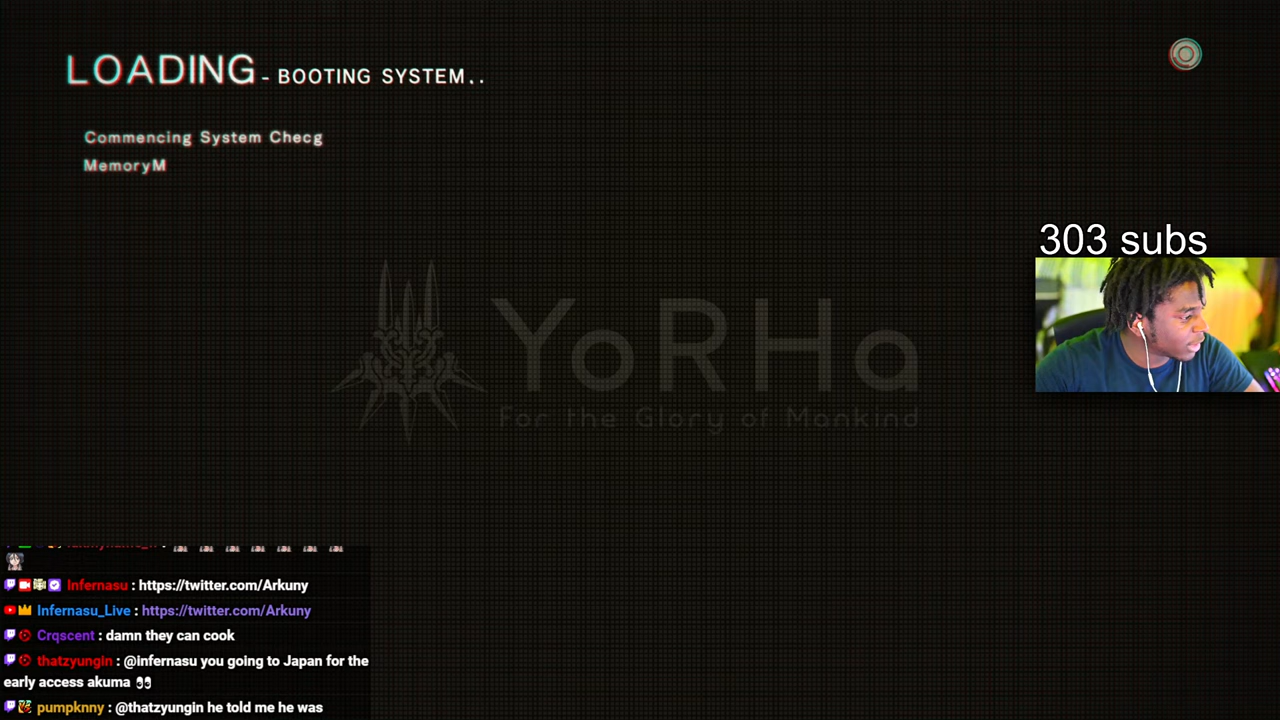 LOADING - BOOTING SYSTEM..
Commencing System Checg
MemoryM
303 subs
YoRHa
For the Glory of Mankind
Infernasu : https://twitter.com/Arkuny
Infernasu_Live : https://twitter.com/Arkuny
Crqscent : damn they can cook
thatzyungin : @infernasu you going to Japan for the
early access akuma 👀
pumpknny : @thatzyungin he told me he was